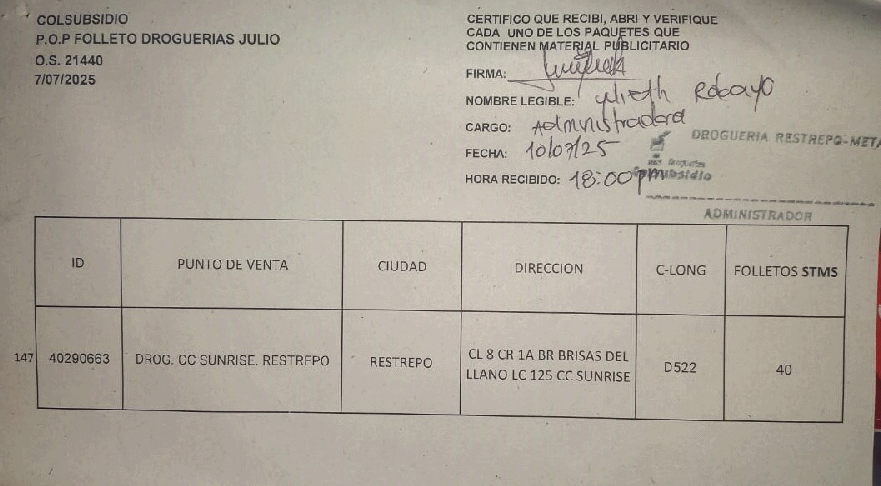 COLSUBSIDIO
P.O.P FOLLETO DROGUERIAS JULIO
O.S. 21440
7/07/2025
CERTIFICO QUE RECIBI, ABRI Y VERIFIQUE
CADA UNO DE LOS PAQUETES QUE
CONTIENEN MATERIAL PUBLICITARIO
FIRMA:
NOMBRE LEGIBLE: Robayo
CARGO: Administradora
FECHA: 10/07/25
HORA RECIBIDO: 18:00 pm
DROGUERIA RESTREPO-META
ADMINISTRADOR
ID PUNTO DE VENTA CIUDAD DIRECCION C-LONG FOLLETOS STMS
147 40290663 DROG. CC SUNRISE. RESTREPO RESTREPO CL 8 CR 1A BR BRISAS DEL
LLANO LC 125 CC SUNRISE D522 40